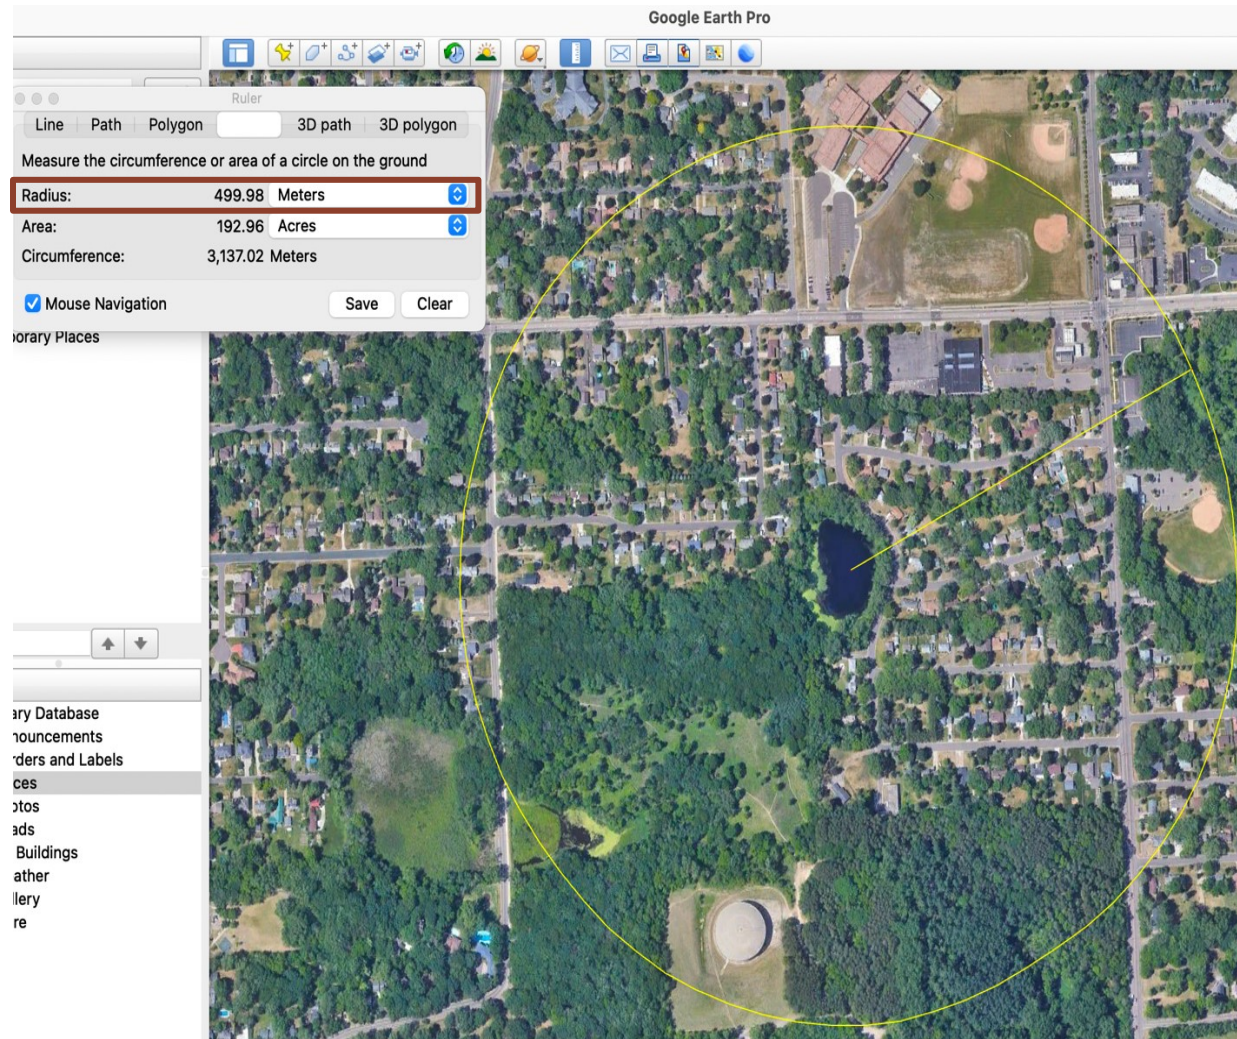 Google Earth Pro
Ruler
Line Path Polygon 3D path 3D polygon
Measure the circumference or area of a circle on the ground
Radius: 499.98 Meters
Area: 192.96 Acres
Circumference: 3,137.02 Meters
Mouse Navigation Save Clear
orary Places
ary Database
nouncements
rders and Labels
ces
otos
ads
Buildings
ather
llery
re